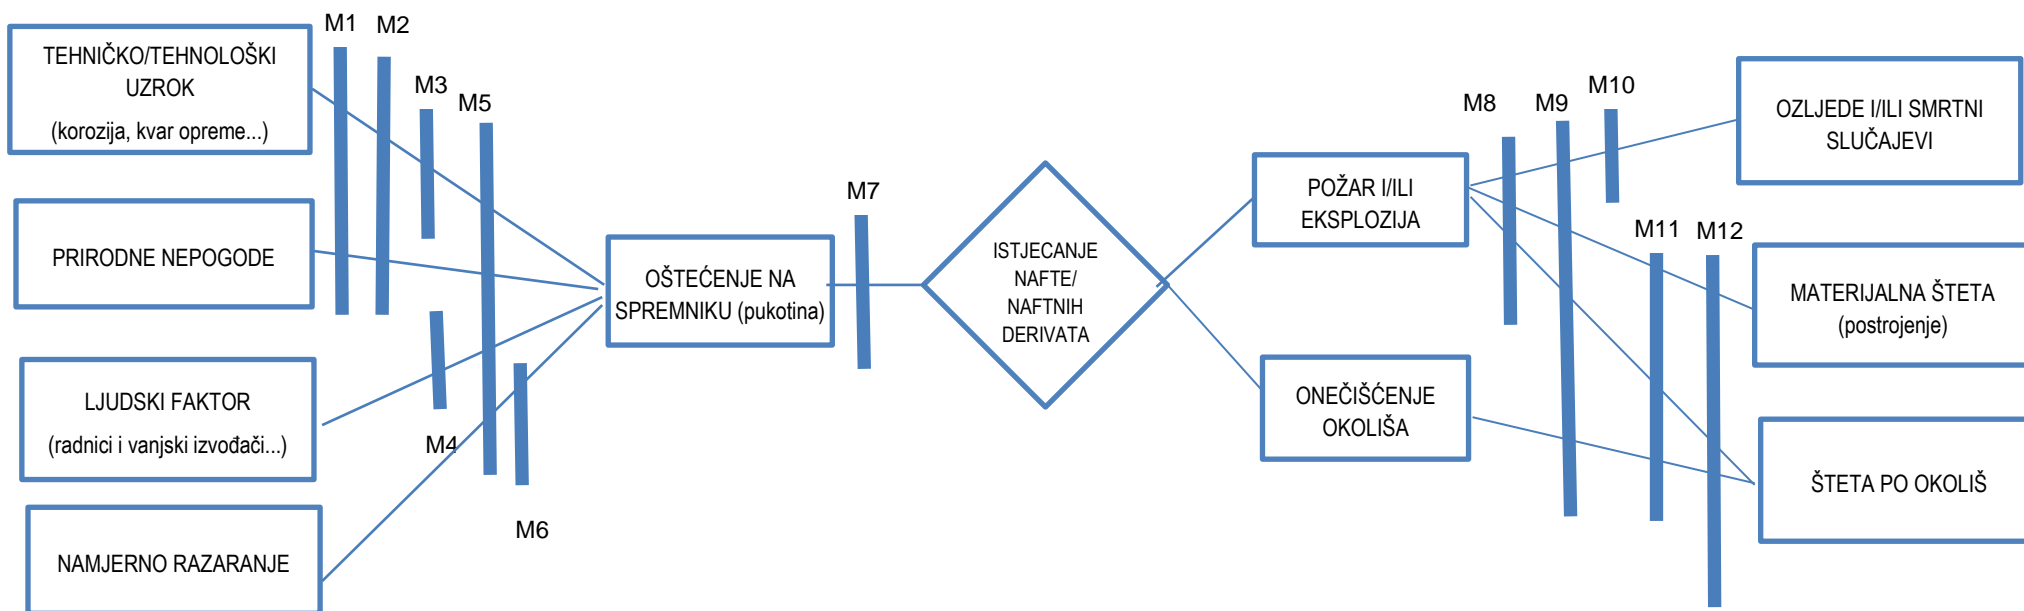 M1
M2
M3
M5
TEHNIČKO/TEHNOLOŠKI
UZROK
(korozija, kvar opreme...)
PRIRODNE NEPOGODE
LJUDSKI FAKTOR
(radnici i vanjski izvođači...)
NAMJERNO RAZARANJE
M4
M6
OŠTEĆENJE NA
SPREMNIKU (pukotina)
M7
ISTJECANJE
NAFTE/
NAFTNIH
DERIVATA
POŽAR I/ILI
EKSPLOZIJA
ONEČIŠĆENJE
OKOLIŠA
M8
M9
M10
M11
M12
OZLJEDE I/ILI SMRTNI
SLUČAJEVI
MATERIJALNA ŠTETA
(postrojenje)
ŠTETA PO OKOLIŠ